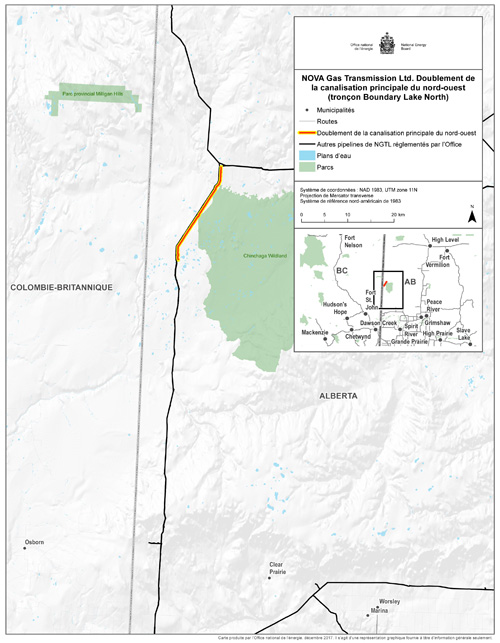 Office national
de l'énergie
National Energy
Board
NOVA Gas Transmission Ltd. Doublement de
la canalisation principale du nord-ouest
(tronçon Boundary Lake North)
Municipalités
Routes
Doublement de la canalisation principale du nord-ouest
Autres pipelines de NGTL réglementés par l'Office
Plans d'eau
Parcs
Système de coordonnées : NAD 1983, UTM zone 11N
Projection de Mercator transverse
Système de référence nord-américain de 1983
0 5 10 20 km
N
Fort
Nelson
High Level
Fort
Vermilion
BC
AB
Fort
St.
John
Hudson's
Hope
Peace
River
Mackenzie
Dawson Creek
Grimshaw
Chetwynd
Spirit
River
High Prairie
Slave
Lake
Grande Prairie
Parc provincial Milligan Hills
Chinchaga Wildland
COLOMBIE-BRITANNIQUE
ALBERTA
Osborn
Clear
Prairie
Worsley
Marina
Carte produite par l'Office national de l'énergie, décembre 2017. Il s'agit d'une représentation graphique fournie à titre d'information générale seulement.